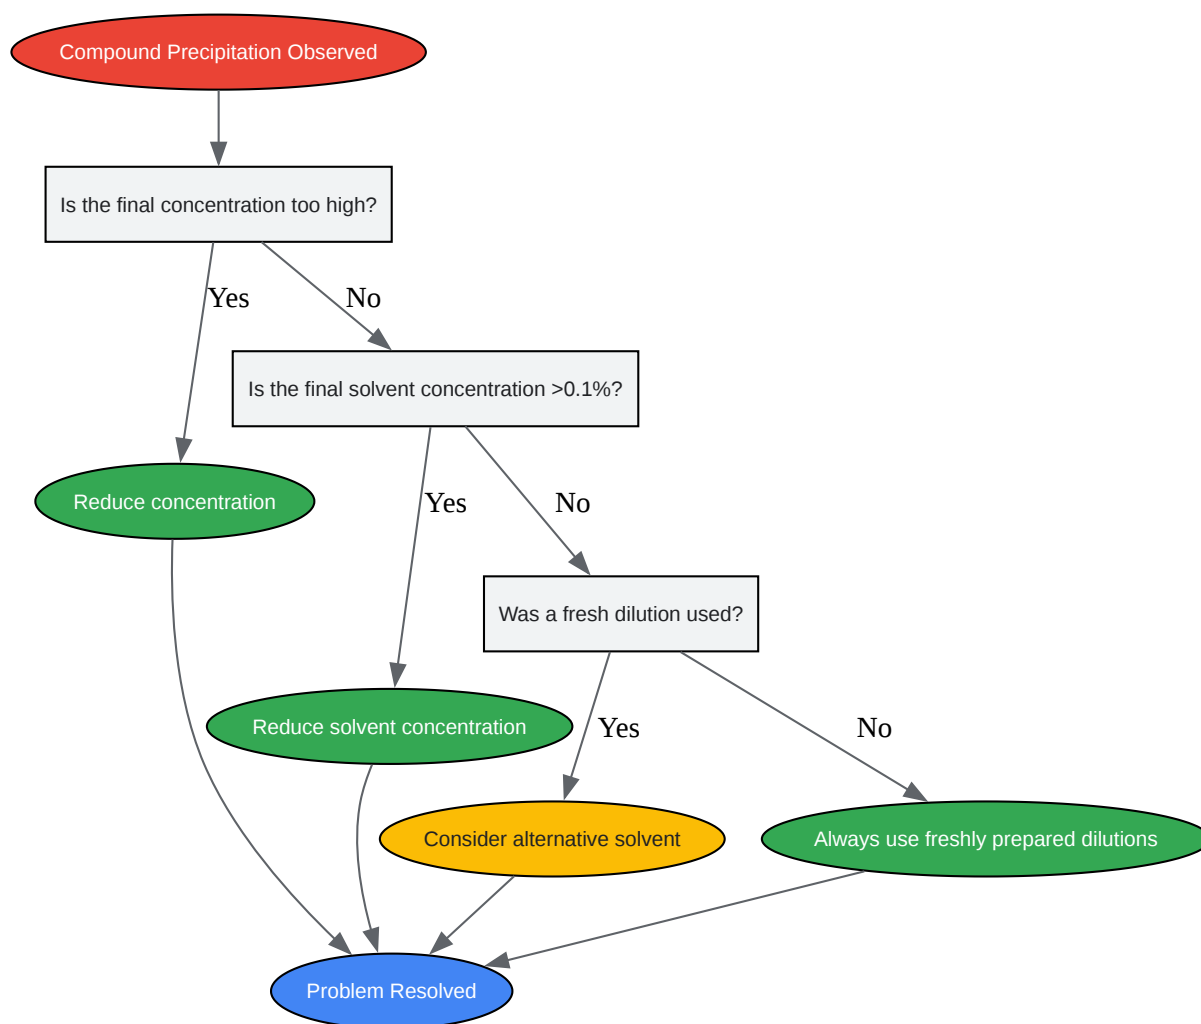 Compound Precipitation Observed
Is the final concentration too high?
Yes
No
Is the final solvent concentration >0.1%?
Reduce concentration
Yes
No
Was a fresh dilution used?
Reduce solvent concentration
Yes
No
Consider alternative solvent
Always use freshly prepared dilutions
Problem Resolved